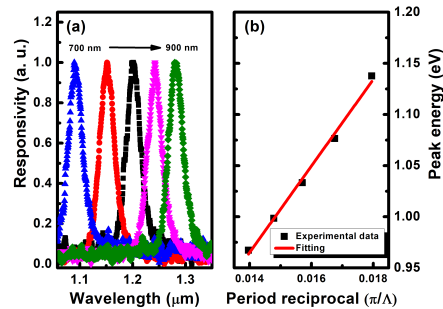 (a)
700 nm
900 nm
Responsivity (a. u.)
1.0
0.8
0.6
0.4
0.2
0.0
1.1
1.2
1.3
Wavelength (μm)
(b)
1.20
1.15
1.10
1.05
1.00
0.95
Peak energy (eV)
Experimental data
Fitting
0.014
0.016
0.018
Period reciprocal (π/Λ)